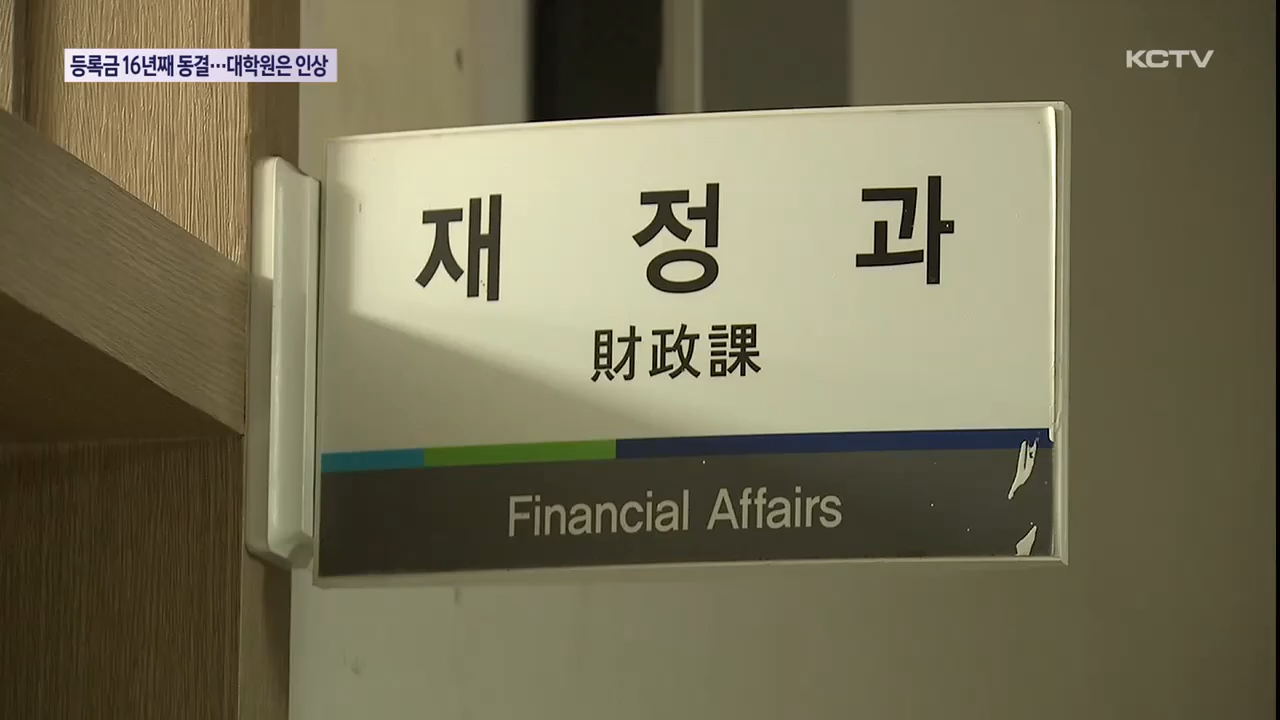 등록금 16년째 동결…대학원은 인상
KCTV
재 정 과
財政課
Financial Affairs